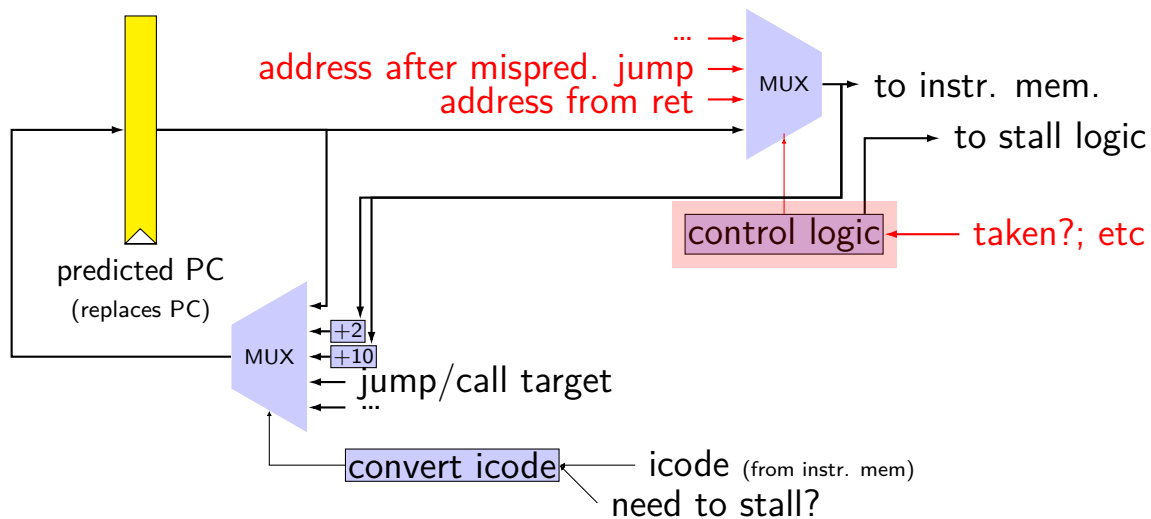 ...
address after mispred. jump
address from ret
MUX
to instr. mem.
to stall logic
control logic
taken?; etc
predicted PC
(replaces PC)
MUX
+2
+10
jump/call target
...
convert icode
icode (from instr. mem)
need to stall?